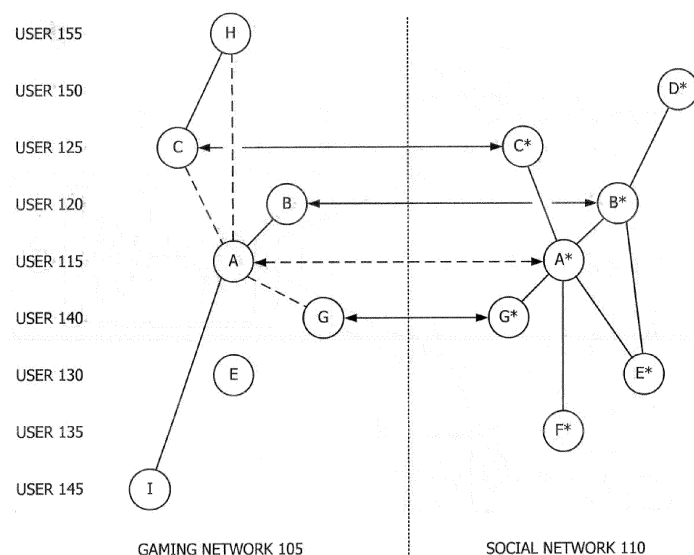 USER 155 H
USER 150 D*
USER 125 C C*
USER 120 B B*
USER 115 A A*
USER 140 G G*
USER 130 E E*
USER 135 F*
USER 145 I
GAMING NETWORK 105 SOCIAL NETWORK 110